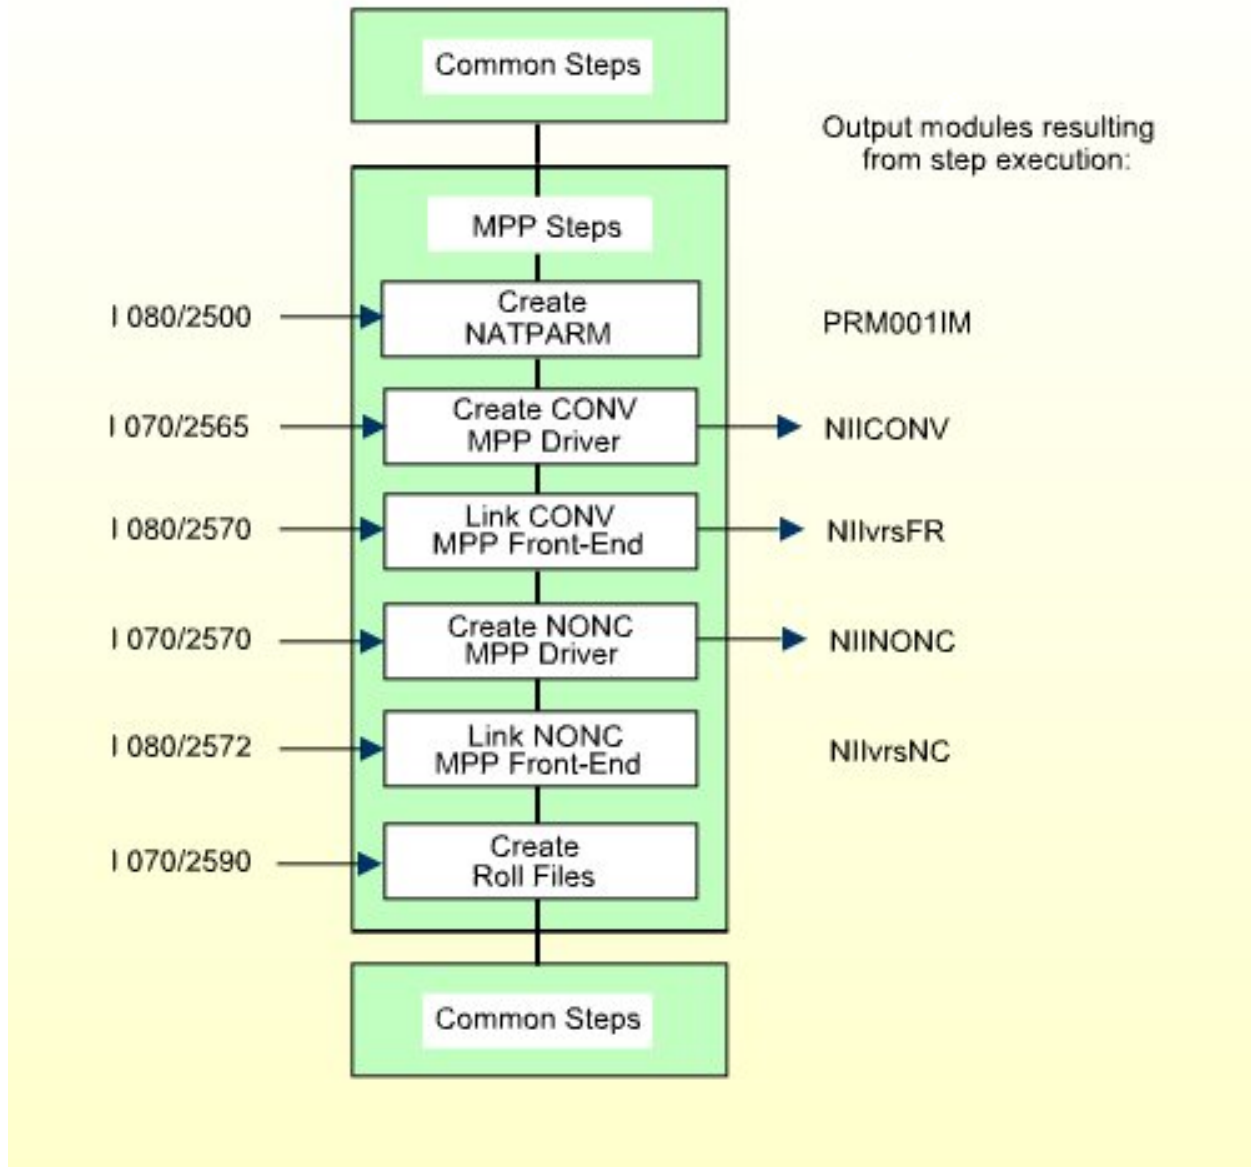 Common Steps
Output modules resulting
from step execution:
MPP Steps
I 080/2500
Create
NATPARM
PRM001IM
I 070/2565
Create CONV
MPP Driver
NIICONV
I 080/2570
Link CONV
MPP Front-End
NIIvrsFR
I 070/2570
Create NONC
MPP Driver
NIINONC
I 080/2572
Link NONC
MPP Front-End
NIIvrsNC
I 070/2590
Create
Roll Files
Common Steps